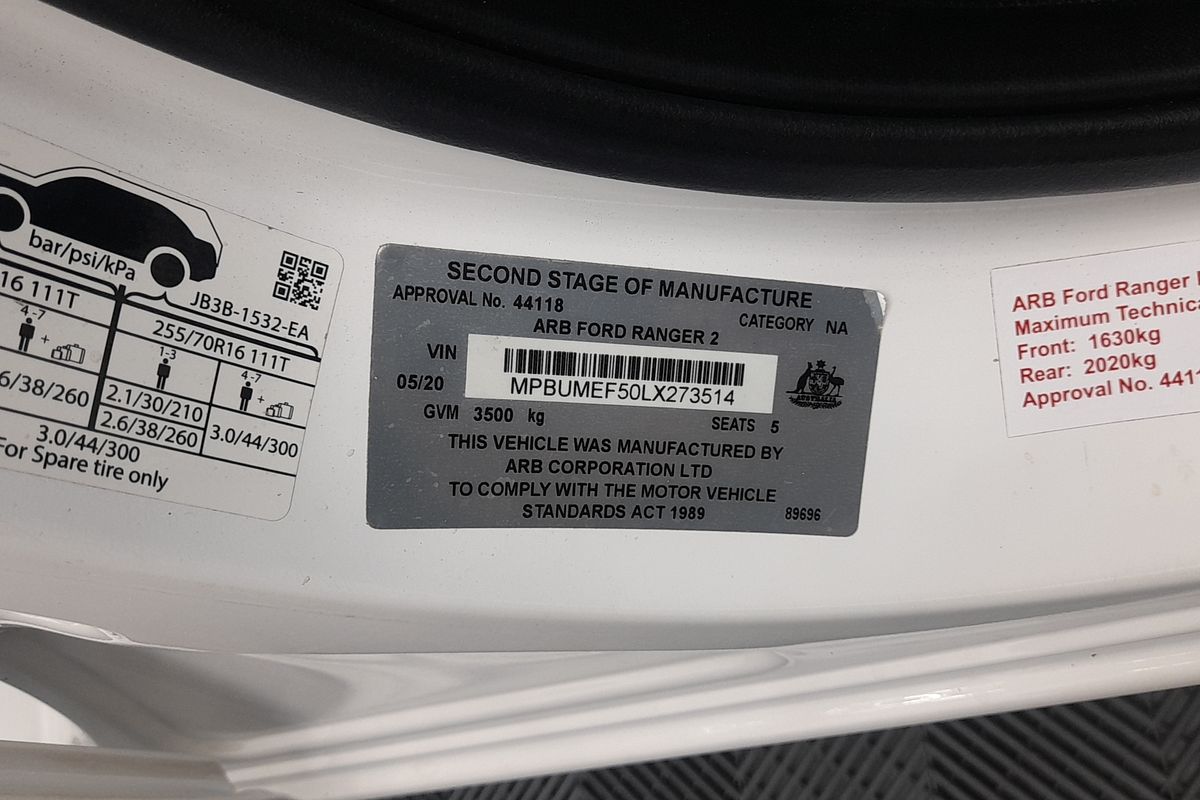 bar/psi/kPa
JB3B-1532-EA
16 111T
255/70R16 111T
4-7
1-3
4-7
+
+
6/38/260
2.1/30/210
2.6/38/260
3.0/44/300
3.0/44/300
For Spare tire only
SECOND STAGE OF MANUFACTURE
APPROVAL No. 44118
CATEGORY NA
ARB FORD RANGER 2
VIN
05/20
MPBUMEF50LX273514
AUSTRALIA
GVM 3500 kg
SEATS 5
THIS VEHICLE WAS MANUFACTURED BY
ARB CORPORATION LTD
TO COMPLY WITH THE MOTOR VEHICLE
STANDARDS ACT 1989
89696
ARB Ford Ranger
Maximum Technica
Front: 1630kg
Rear: 2020kg
Approval No. 4411